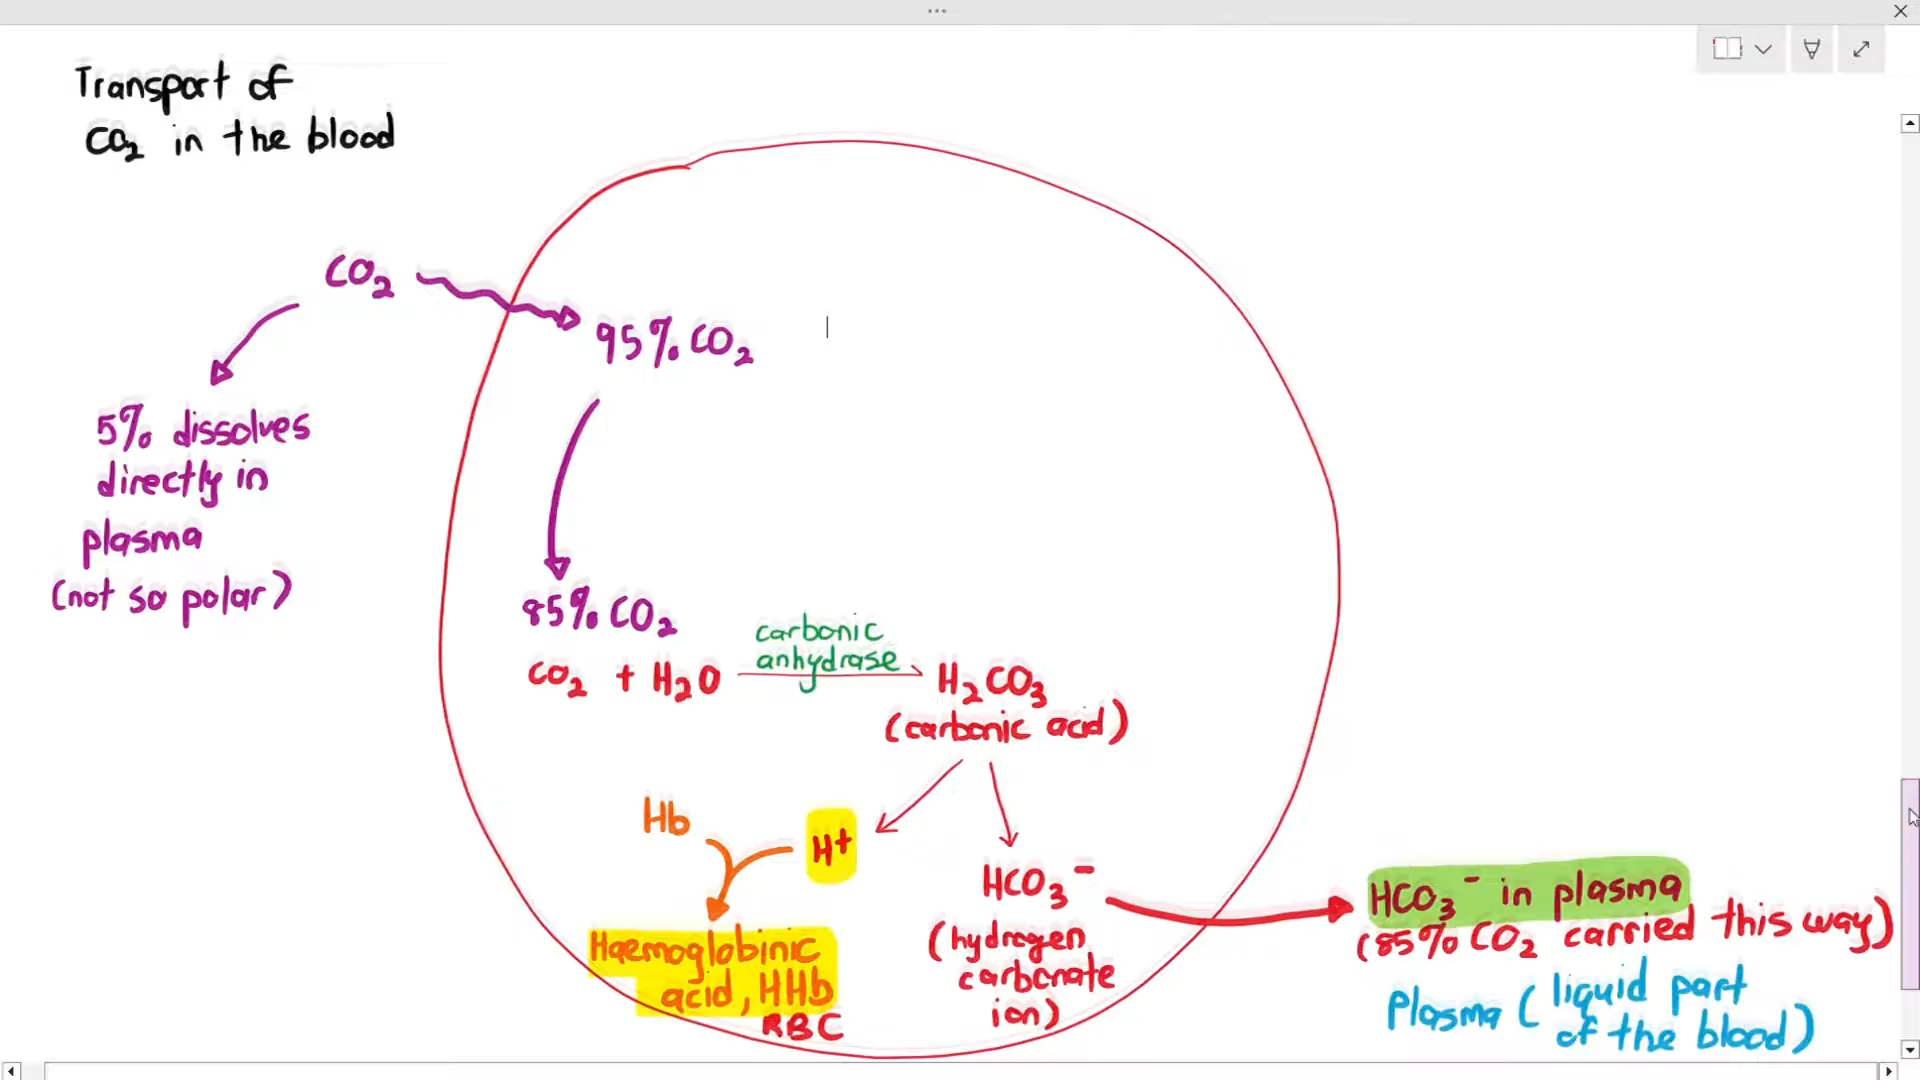 Transport of
CO₂ in the blood
CO₂
95% CO₂
5% dissolves
directly in
plasma
(not so polar)
85% CO₂
carbonic
anhydrase
CO₂ + H₂O
H₂CO₃
(carbonic acid)
Hb
H+
HCO₃⁻
HCO₃⁻ in plasma
(85% CO₂ carried this way)
Haemoglobinic
acid, HHb
RBC
(hydrogen
carbonate
ion)
Plasma (liquid part
of the blood)